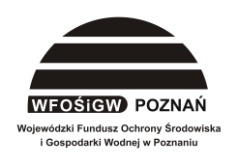 WFOŚiGW POZNAŃ
Wojewódzki Fundusz Ochrony Środowiska
i Gospodarki Wodnej w Poznaniu